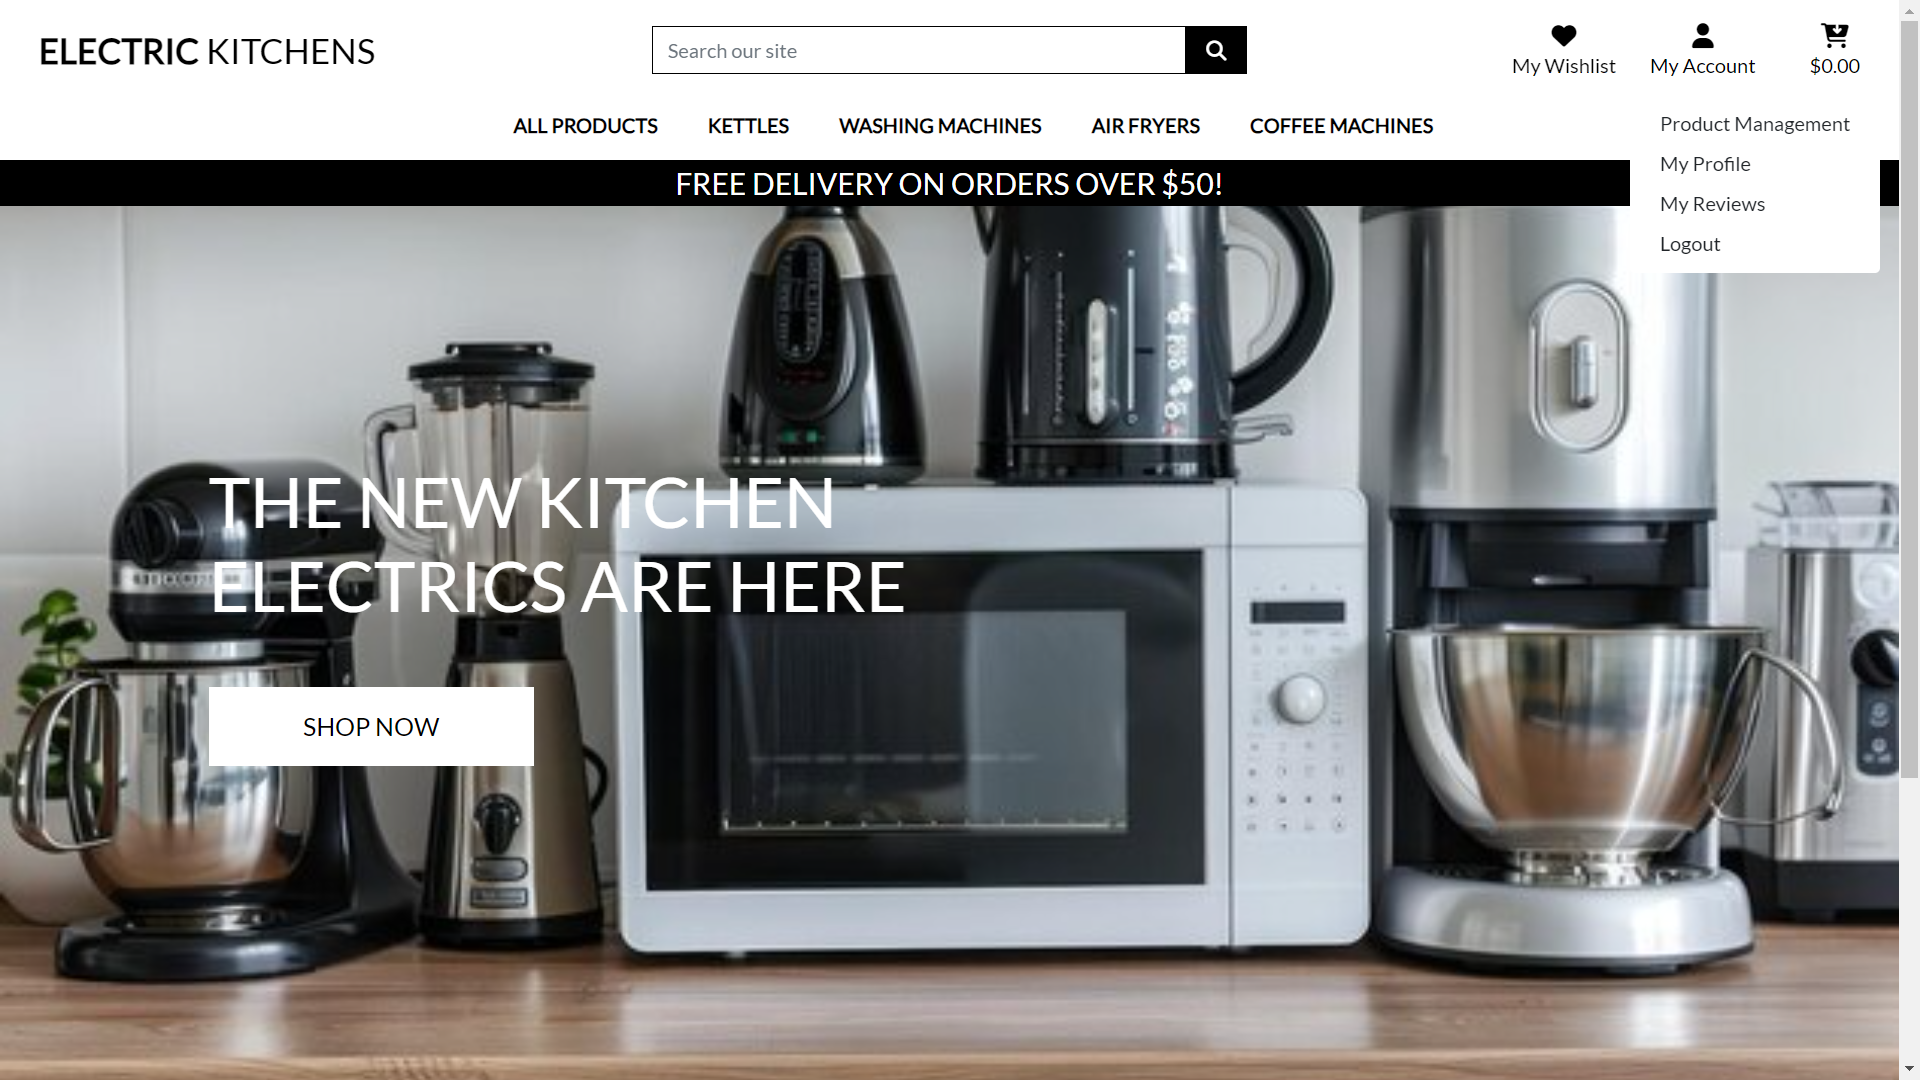 ELECTRIC KITCHENS
Search our site
My Wishlist
My Account
$0.00
ALL PRODUCTS
KETTLES
WASHING MACHINES
AIR FRYERS
COFFEE MACHINES
Product Management
My Profile
My Reviews
Logout
FREE DELIVERY ON ORDERS OVER $50!
THE NEW KITCHEN
ELECTRICS ARE HERE
SHOP NOW